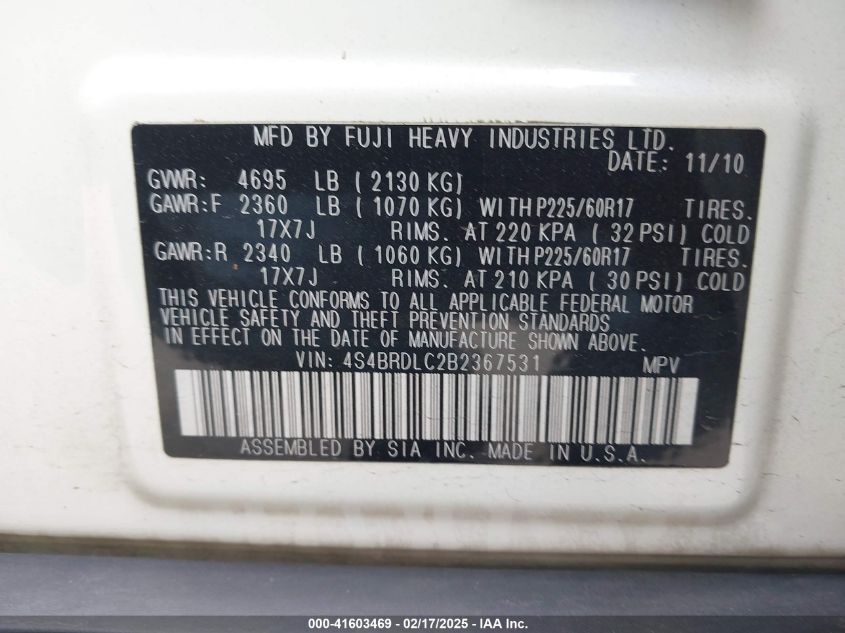 MFD BY FUJI HEAVY INDUSTRIES LTD.
DATE: 11/10
GVWR: 4695 LB ( 2130 KG)
GAWR:F 2360 LB ( 1070 KG) WITH P225/60R17 TIRES.
17X7J RIMS. AT 220 KPA ( 32 PSI) COLD
GAWR:R 2340 LB ( 1060 KG) WITH P225/60R17 TIRES.
17X7J RIMS. AT 210 KPA ( 30 PSI) COLD
THIS VEHICLE CONFORMS TO ALL APPLICABLE FEDERAL MOTOR
VEHICLE SAFETY AND THEFT PREVENTION STANDARDS
IN EFFECT ON THE DATE OF MANUFACTURE SHOWN ABOVE.
VIN: 4S4BRDLC2B2367531 MPV
ASSEMBLED BY SIA INC. MADE IN U.S.A.
000-41603469 - 02/17/2025 - IAAI.com